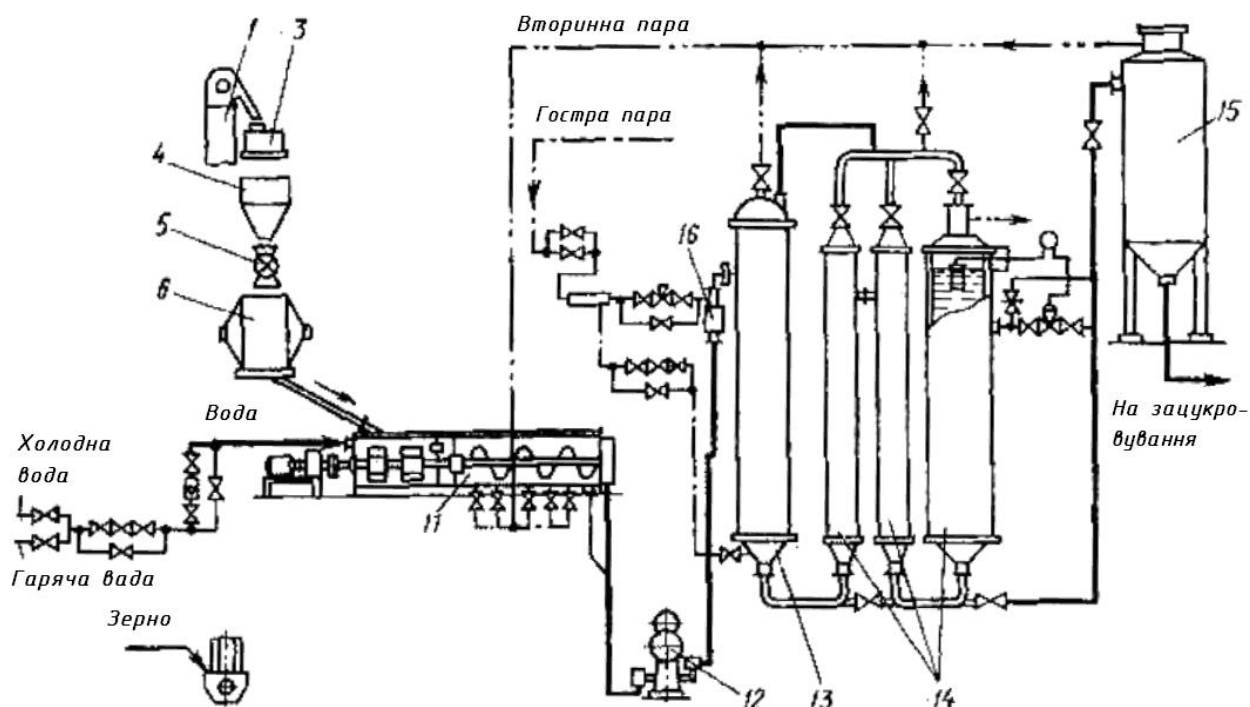 Вторинна пара
1
3
Гостра пара
15
4
5
16
6
Вода
На зацукро-
вування
Холодна
вода
11
Гаряча вада
Зерно
12
13
14